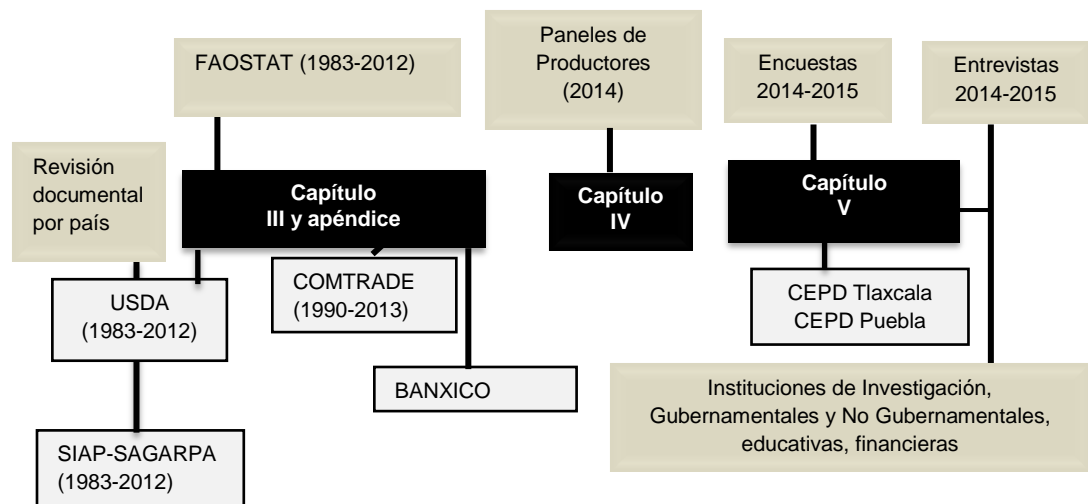 FAOSTAT (1983-2012)
Paneles de
Productores
(2014)
Encuestas
2014-2015
Entrevistas
2014-2015
Revisión
documental
por país
Capítulo
III y apéndice
Capítulo
IV
Capítulo
V
USDA
(1983-2012)
COMTRADE
(1990-2013)
CEPD Tlaxcala
CEPD Puebla
BANXICO
Instituciones de Investigación,
Gubernamentales y No Gubernamentales,
educativas, financieras
SIAP-SAGARPA
(1983-2012)